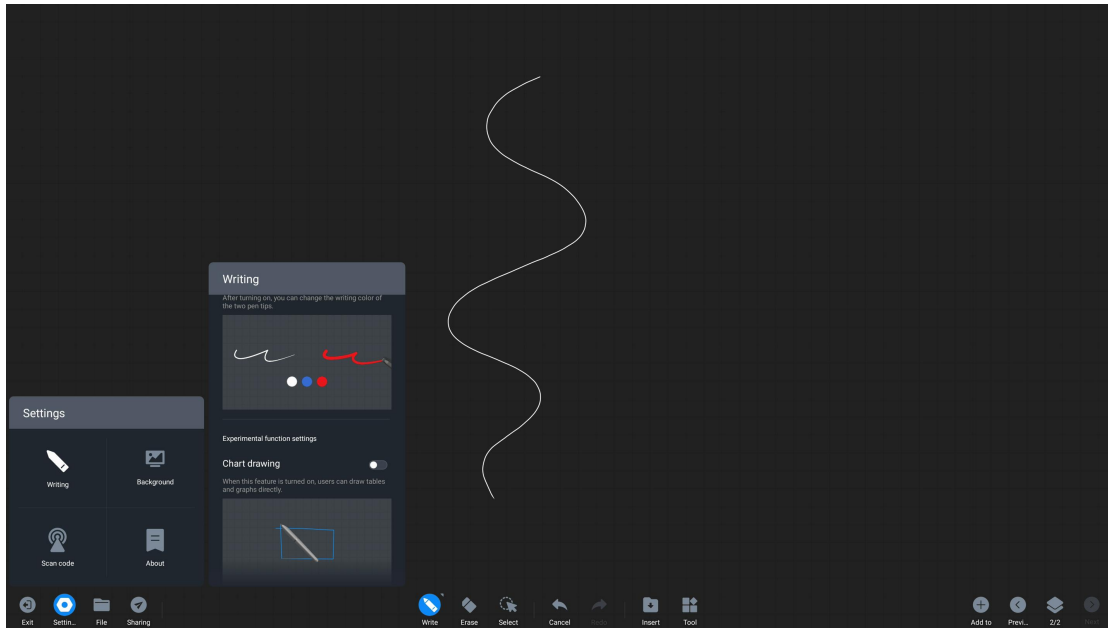 Writing
After turning on, you can change the writing color of
the two pen tips.
Experimental function settings
Chart drawing
When this feature is turned on, users can draw tables
and graphs directly.
Settings
Writing
Background
Scan code
About
Exit
Settin...
File
Sharing
Write
Erase
Select
Cancel
Redo
Insert
Tool
Add to
Previ...
2/2
Next